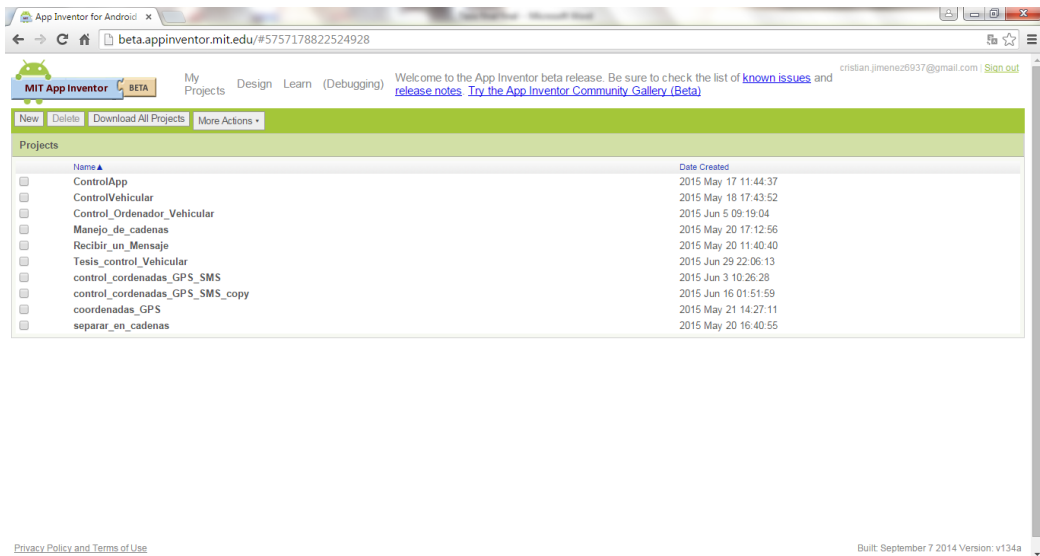 App Inventor for Android
beta.appinventor.mit.edu/#5757178822524928
MIT App Inventor BETA
My Projects Design Learn (Debugging)
Welcome to the App Inventor beta release. Be sure to check the list of known issues and
release notes. Try the App Inventor Community Gallery (Beta)
cristian.jimenez6937@gmail.com | Sign out
New Delete Download All Projects More Actions
Projects
Name Date Created
ControlApp 2015 May 17 11:44:37
ControlVehicular 2015 May 18 17:43:52
Control_Ordenador_Vehicular 2015 Jun 5 09:19:04
Manejo_de_cadenas 2015 May 20 17:12:56
Recibir_un_Mensaje 2015 May 20 11:40:40
Tesis_control_Vehicular 2015 Jun 29 22:06:13
control_cordenadas_GPS_SMS 2015 Jun 3 10:26:28
control_cordenadas_GPS_SMS_copy 2015 Jun 16 01:51:59
coordenadas_GPS 2015 May 21 14:27:11
separar_en_cadenas 2015 May 20 16:40:55
Privacy Policy and Terms of Use Built: September 7 2014 Version: v134a